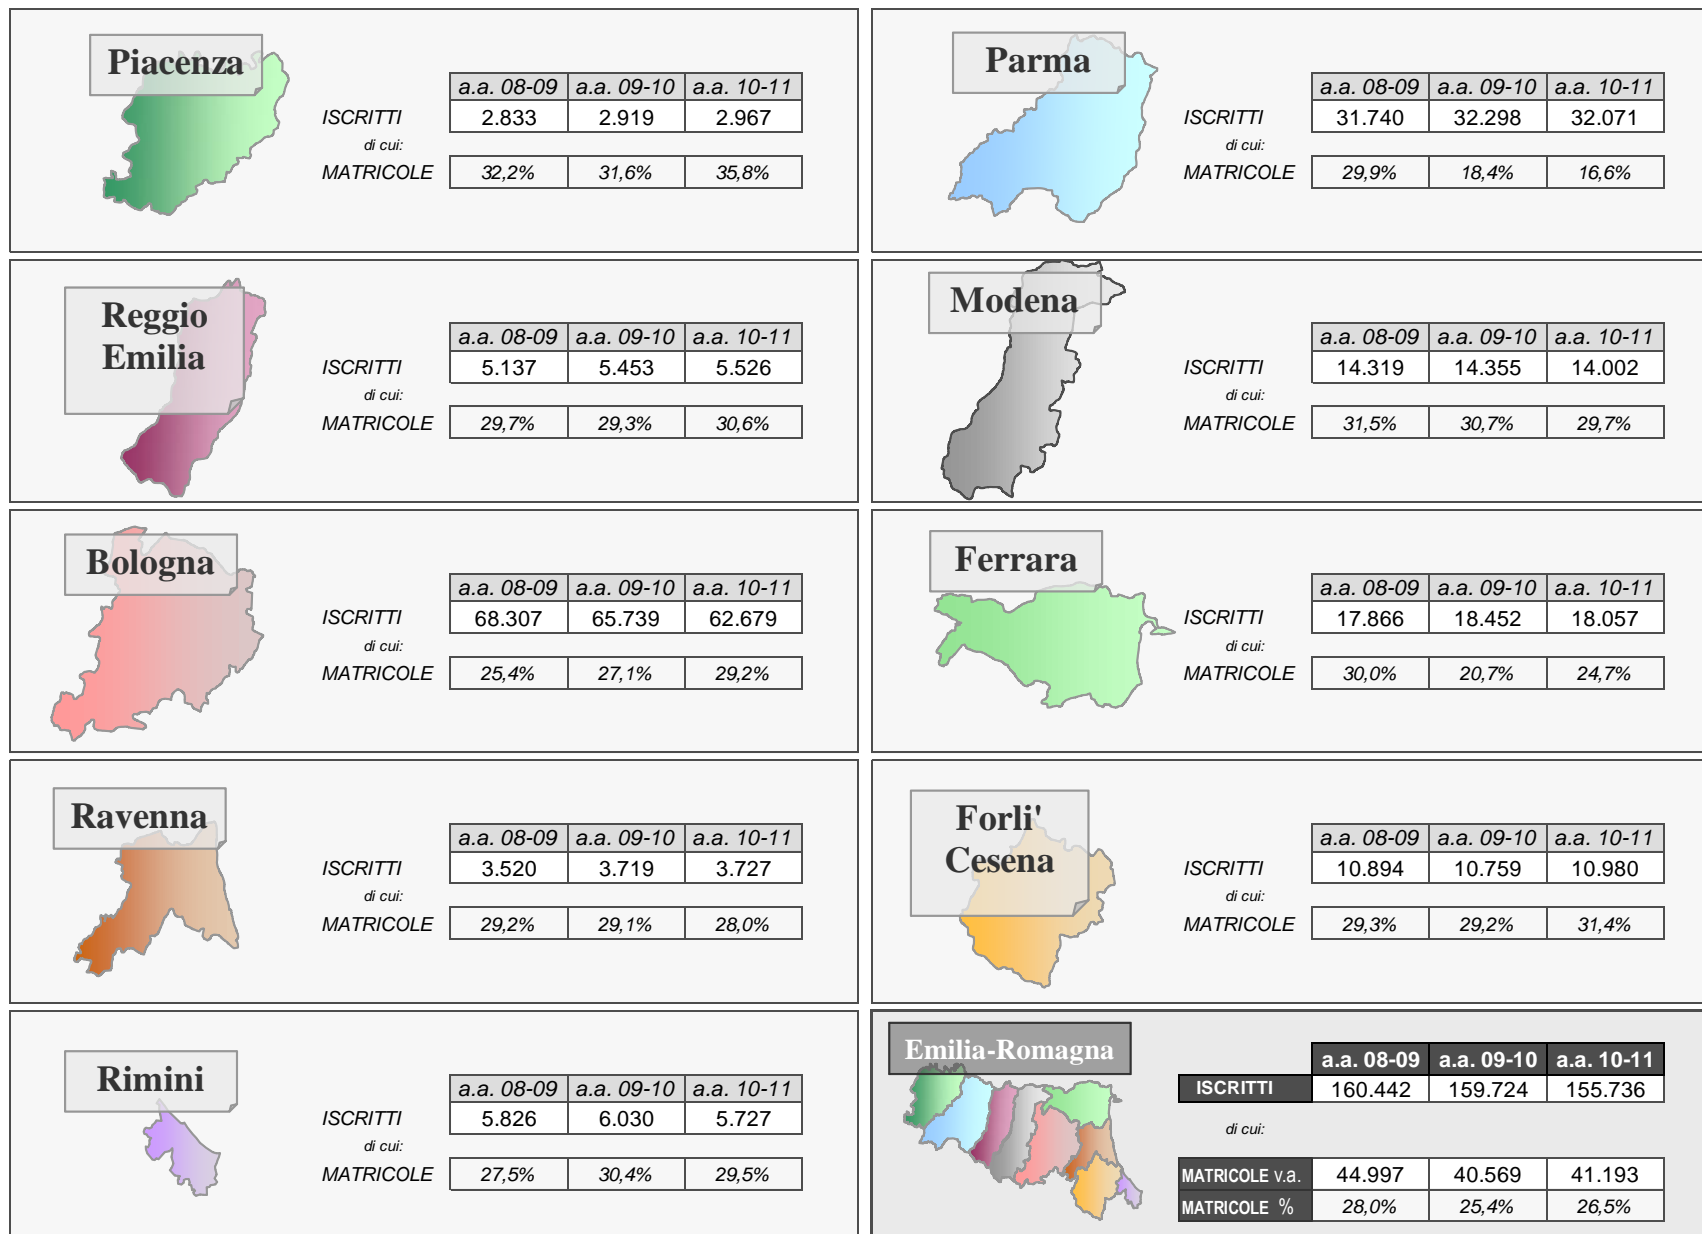 Piacenza
a.a. 08-09 a.a. 09-10 a.a. 10-11
ISCRITTI 2.833 2.919 2.967
di cui:
MATRICOLE 32,2% 31,6% 35,8%
Parma
a.a. 08-09 a.a. 09-10 a.a. 10-11
ISCRITTI 31.740 32.298 32.071
di cui:
MATRICOLE 29,9% 18,4% 16,6%
Reggio
Emilia
a.a. 08-09 a.a. 09-10 a.a. 10-11
ISCRITTI 5.137 5.453 5.526
di cui:
MATRICOLE 29,7% 29,3% 30,6%
Modena
a.a. 08-09 a.a. 09-10 a.a. 10-11
ISCRITTI 14.319 14.355 14.002
di cui:
MATRICOLE 31,5% 30,7% 29,7%
Bologna
a.a. 08-09 a.a. 09-10 a.a. 10-11
ISCRITTI 68.307 65.739 62.679
di cui:
MATRICOLE 25,4% 27,1% 29,2%
Ferrara
a.a. 08-09 a.a. 09-10 a.a. 10-11
ISCRITTI 17.866 18.452 18.057
di cui:
MATRICOLE 30,0% 20,7% 24,7%
Ravenna
a.a. 08-09 a.a. 09-10 a.a. 10-11
ISCRITTI 3.520 3.719 3.727
di cui:
MATRICOLE 29,2% 29,1% 28,0%
Forli'
Cesena
a.a. 08-09 a.a. 09-10 a.a. 10-11
ISCRITTI 10.894 10.759 10.980
di cui:
MATRICOLE 29,3% 29,2% 31,4%
Rimini
a.a. 08-09 a.a. 09-10 a.a. 10-11
ISCRITTI 5.826 6.030 5.727
di cui:
MATRICOLE 27,5% 30,4% 29,5%
Emilia-Romagna
a.a. 08-09 a.a. 09-10 a.a. 10-11
ISCRITTI 160.442 159.724 155.736
di cui:
MATRICOLE v.a. 44.997 40.569 41.193
MATRICOLE % 28,0% 25,4% 26,5%